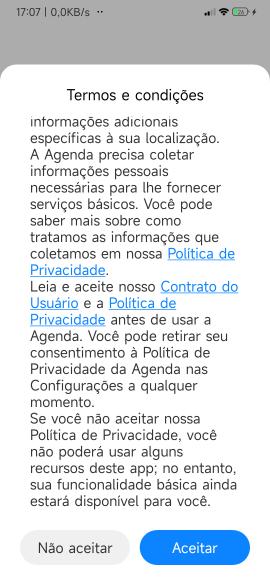 17:07 | 0,0KB/s ··
26
Termos e condições
informações adicionais
específicas à sua localização.
A Agenda precisa coletar
informações pessoais
necessárias para lhe fornecer
serviços básicos. Você pode
saber mais sobre como
tratamos as informações que
coletamos em nossa Política de
Privacidade.
Leia e aceite nosso Contrato do
Usuário e a Política de
Privacidade antes de usar a
Agenda. Você pode retirar seu
consentimento à Política de
Privacidade da Agenda nas
Configurações a qualquer
momento.
Se você não aceitar nossa
Política de Privacidade, você
não poderá usar alguns
recursos deste app; no entanto,
sua funcionalidade básica ainda
estará disponível para você.
Não aceitar
Aceitar